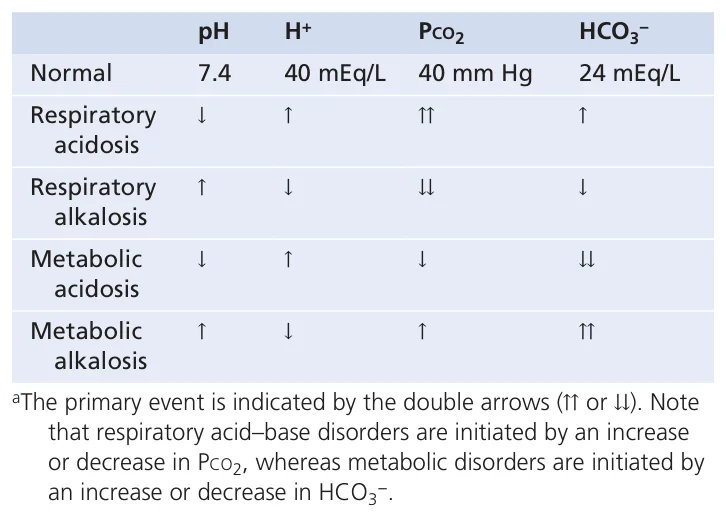 pH H⁺ Pco₂ HCO₃⁻
Normal 7.4 40 mEq/L 40 mm Hg 24 mEq/L
Respiratory ↓ ↑ ⇈ ↑
acidosis
Respiratory ↑ ↓ ⇊ ↓
alkalosis
Metabolic ↓ ↑ ↓ ⇊
acidosis
Metabolic ↑ ↓ ↑ ⇈
alkalosis
ᵃThe primary event is indicated by the double arrows (⇈ or ⇊). Note
that respiratory acid–base disorders are initiated by an increase
or decrease in Pco₂, whereas metabolic disorders are initiated by
an increase or decrease in HCO₃⁻.